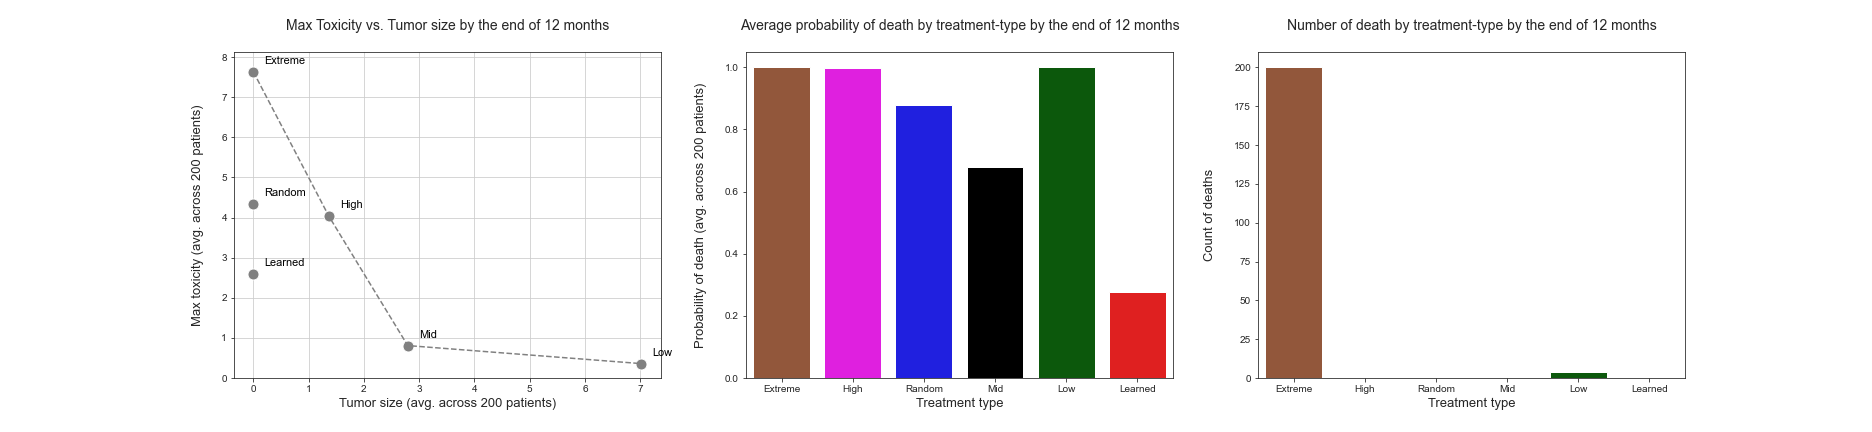 Max Toxicity vs. Tumor size by the end of 12 months
8
7
6
5
4
3
2
1
0
Max toxicity (avg. across 200 patients)
Extreme
Random
High
Learned
Mid
Low
0 1 2 3 4 5 6 7
Tumor size (avg. across 200 patients)
Average probability of death by treatment-type by the end of 12 months
1.0
0.8
0.6
0.4
0.2
0.0
Probability of death (avg. across 200 patients)
Extreme High Random Mid Low Learned
Treatment type
Number of death by treatment-type by the end of 12 months
200
175
150
125
100
75
50
25
0
Count of deaths
Extreme High Random Mid Low Learned
Treatment type